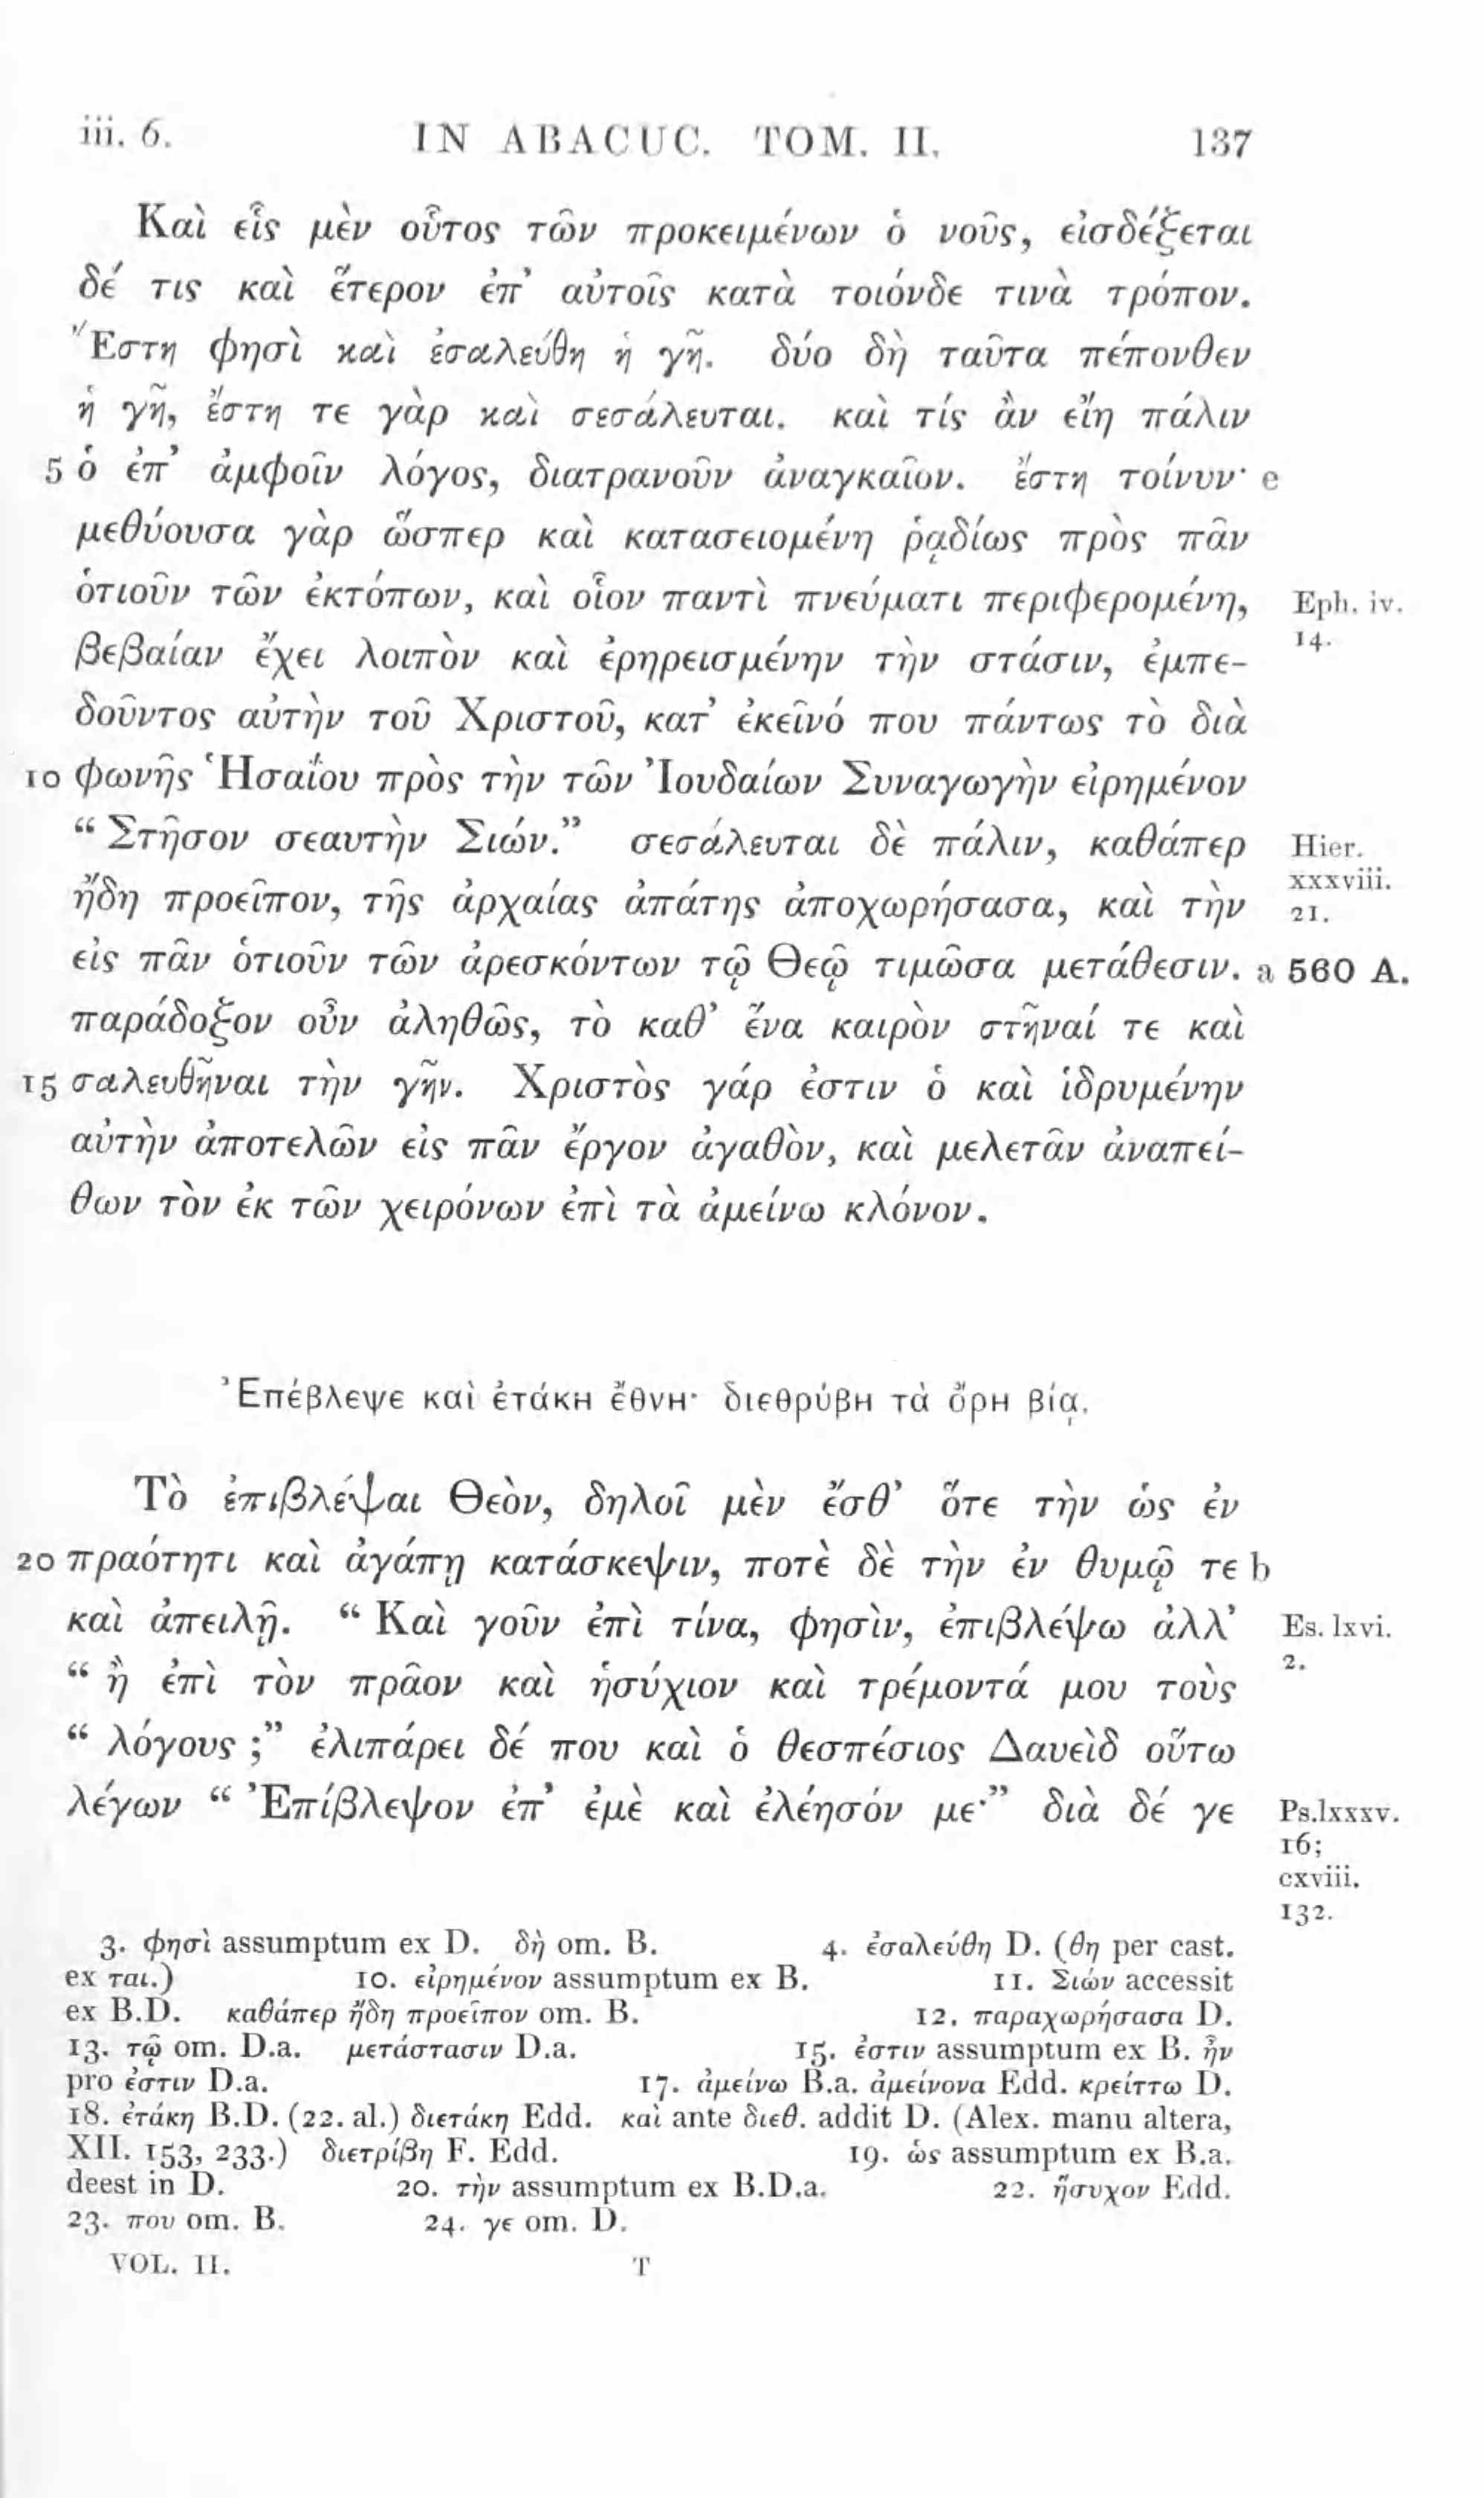 iii. 6. IN ABACUC. TOM. II. 137
Καὶ εἷς μὲν οὗτος τῶν προκειμένων ὁ νοῦς, εἰσδέξεται
δέ τις καὶ ἕτερον ἐπ’ αὐτοῖς κατὰ τοιόνδε τινὰ τρόπον.
Ἔστη φησὶ καὶ ἐσαλεύθη ἡ γῆ. δύο δὴ ταῦτα πέπονθεν
ἡ γῆ, ἔστη τε γὰρ καὶ σεσάλευται. καὶ τίς ἂν εἴη πάλιν
5 ὁ ἐπ’ ἀμφοῖν λόγος, διατρανοῦν ἀναγκαῖον. ἔστη τοίνυν· e
μεθύουσα γὰρ ὥσπερ καὶ κατασειομένη ῥᾳδίως πρὸς πᾶν
ὁτιοῦν τῶν ἐκτόπων, καὶ οἷον παντὶ πνεύματι περιφερομένη, Eph. iv.
βεβαίαν ἔχει λοιπὸν καὶ ἐρηρεισμένην τὴν στάσιν, ἐμπε- 14.
δοῦντος αὐτὴν τοῦ Χριστοῦ, κατ’ ἐκεῖνό που πάντως τὸ διὰ
10 φωνῆς Ἡσαΐου πρὸς τὴν τῶν Ἰουδαίων Συναγωγὴν εἰρημένον
“ Στῆσον σεαυτὴν Σιών.” σεσάλευται δὲ πάλιν, καθάπερ Hier.
xxxviii.
ἤδη προεῖπον, τῆς ἀρχαίας ἀπάτης ἀποχωρήσασα, καὶ τὴν 21.
εἰς πᾶν ὁτιοῦν τῶν ἀρεσκόντων τῷ Θεῷ τιμῶσα μετάθεσιν. a 560 A.
παράδοξον οὖν ἀληθῶς, τὸ καθ’ ἕνα καιρὸν στῆναί τε καὶ
15 σαλευθῆναι τὴν γῆν. Χριστὸς γάρ ἐστιν ὁ καὶ ἱδρυμένην
αὐτὴν ἀποτελῶν εἰς πᾶν ἔργον ἀγαθὸν, καὶ μελετᾶν ἀναπεί-
θων τὸν ἐκ τῶν χειρόνων ἐπὶ τὰ ἀμείνω κλόνον.
Ἐπέβλεψε καὶ ἐτάκη ἔθνη· διεθρύβη τὰ ὄρη βίᾳ.
Τὸ ἐπιβλέψαι Θεὸν, δηλοῖ μὲν ἔσθ’ ὅτε τὴν ὡς ἐν
20 πραότητι καὶ ἀγάπῃ κατάσκεψιν, ποτὲ δὲ τὴν ἐν θυμῷ τε b
καὶ ἀπειλῇ. “ Καὶ γοῦν ἐπὶ τίνα, φησὶν, ἐπιβλέψω ἀλλ’ Es. lxvi.
2.
“ ἢ ἐπὶ τὸν πρᾶον καὶ ἡσύχιον καὶ τρέμοντά μου τοὺς
“ λόγους ;” ἐλιπάρει δέ που καὶ ὁ θεσπέσιος Δαυεὶδ οὕτω
λέγων “ Ἐπίβλεψον ἐπ’ ἐμὲ καὶ ἐλέησόν με·” διὰ δέ γε Ps.lxxxv.
16;
cxviii.
132.
3. φησὶ assumptum ex D. δὴ om. B. 4. ἐσαλεύθη D. (θη per cast.
ex ται.) 10. εἰρημένον assumptum ex B. 11. Σιών accessit
ex B.D. καθάπερ ἤδη προεῖπον om. B. 12. παραχωρήσασα D.
13. τῷ om. D.a. μετάστασιν D.a. 15. ἐστιν assumptum ex B. ἦν
pro ἐστιν D.a. 17. ἀμείνω B.a. ἀμείνονα Edd. κρείττω D.
18. ἐτάκη B.D. (22. al.) διετάκη Edd. καὶ ante διεθ. addit D. (Alex. manu altera,
XII. 153, 233.) διετρίβη F. Edd. 19. ὡς assumptum ex B.a.
deest in D. 20. τὴν assumptum ex B.D.a. 22. ἥσυχον Edd.
23. που om. B. 24. γε om. D.
VOL. II. T